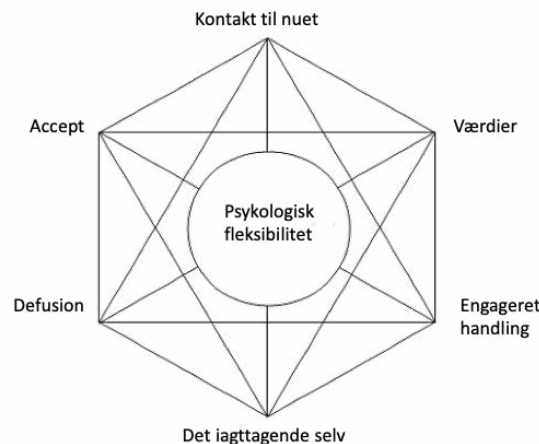 Kontakt til nuet
Accept
Værdier
Psykologisk
fleksibilitet
Defusion
Engageret
handling
Det iagttagende selv